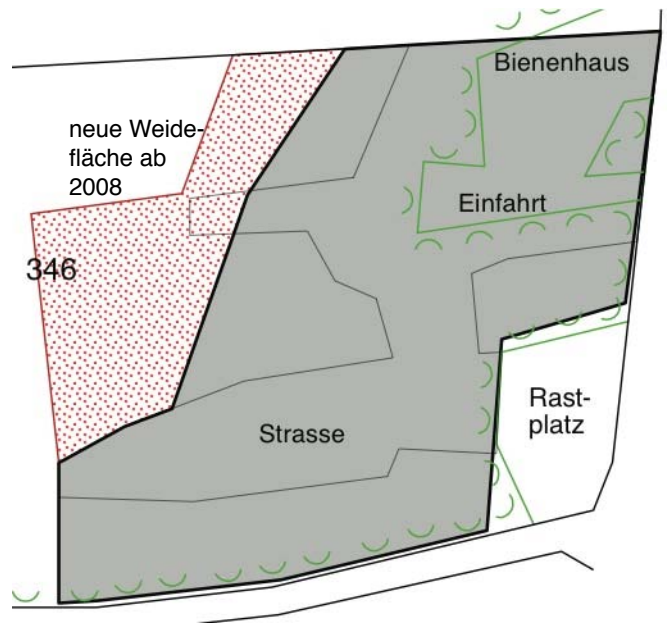 Bienenhaus
neue Weide-
fläche ab
2008
Einfahrt
346
Rast-
platz
Strasse